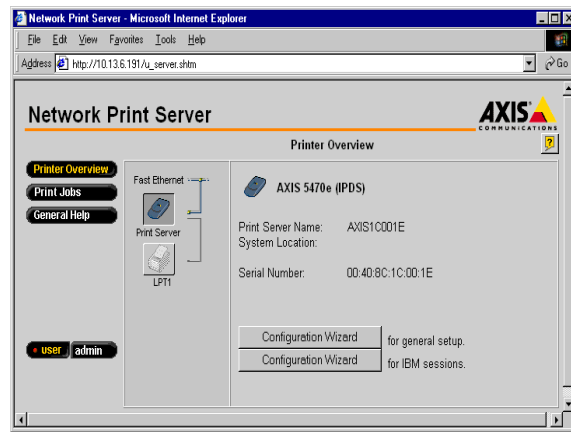 Network Print Server - Microsoft Internet Explorer
File Edit View Favorites Tools Help
Address http://10.13.6.191/u_server.shtm Go
Network Print Server
AXIS
COMMUNICATIONS
Printer Overview
?
Printer Overview
Print Jobs
General Help
user admin
Fast Ethernet
Print Server
LPT1
AXIS 5470e (IPDS)
Print Server Name: AXIS1C001E
System Location:
Serial Number: 00:40:8C:1C:00:1E
Configuration Wizard for general setup.
Configuration Wizard for IBM sessions.